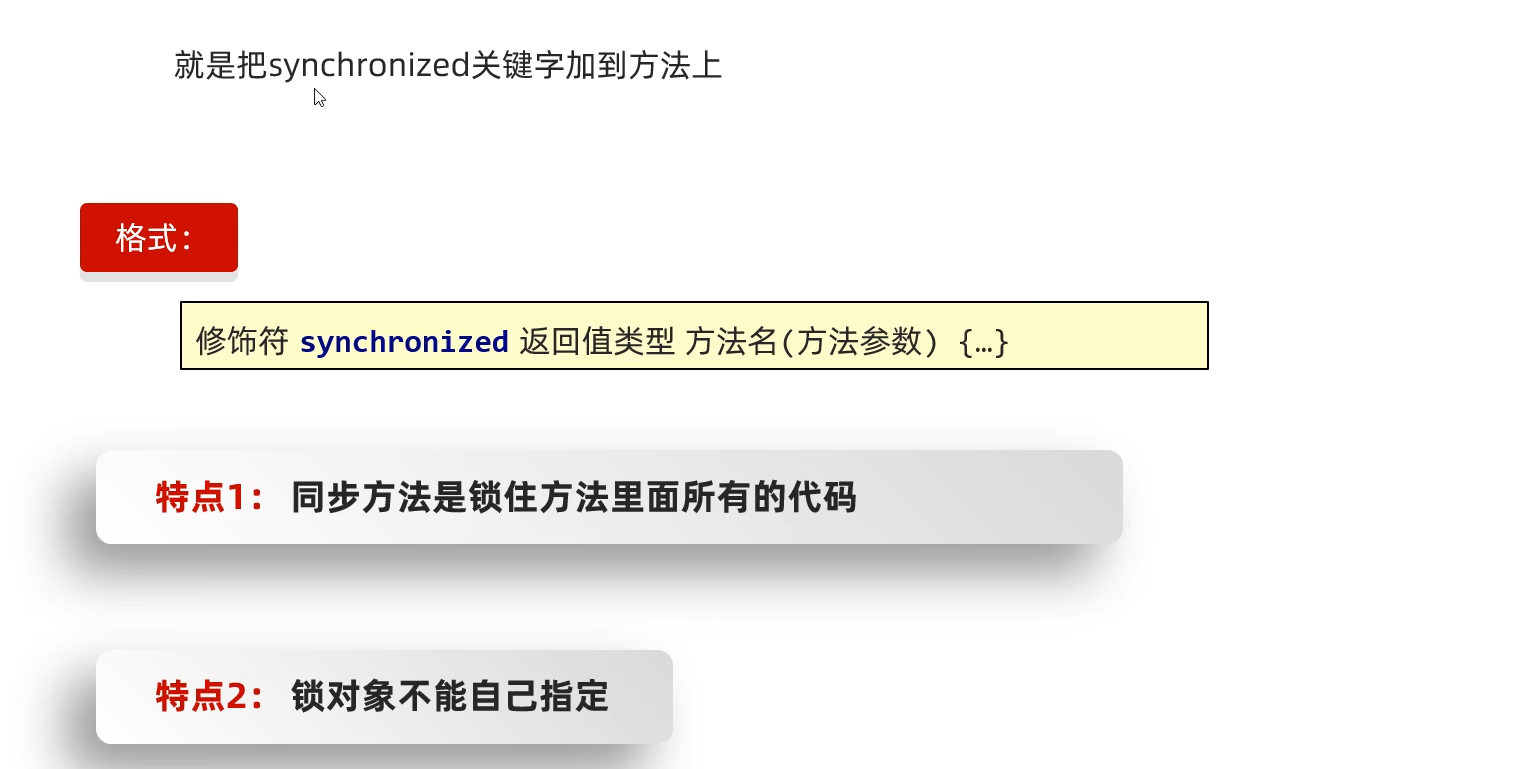 就是把synchronized关键字加到方法上
格式：
修饰符 synchronized 返回值类型 方法名(方法参数) {…}
特点1： 同步方法是锁住方法里面所有的代码
特点2： 锁对象不能自己指定